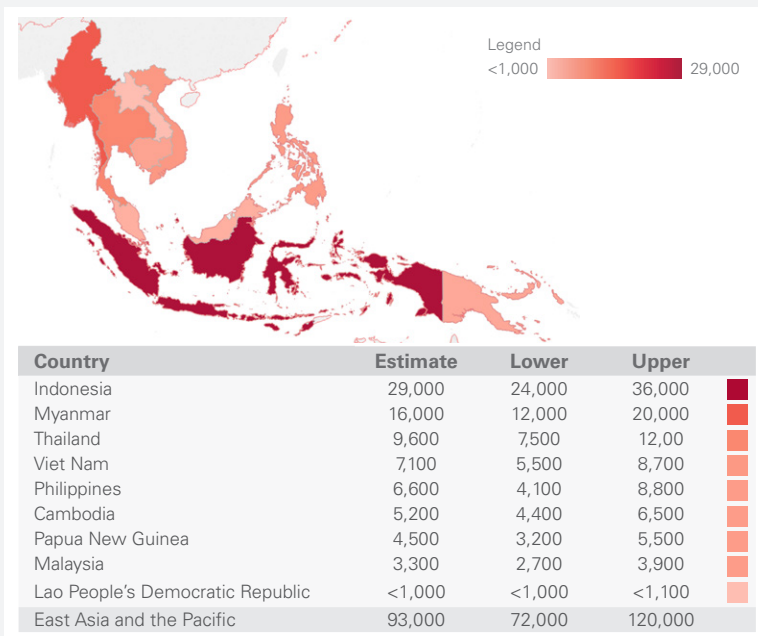 Legend
<1,000 29,000
Country Estimate Lower Upper
Indonesia 29,000 24,000 36,000
Myanmar 16,000 12,000 20,000
Thailand 9,600 7,500 12,00
Viet Nam 7,100 5,500 8,700
Philippines 6,600 4,100 8,800
Cambodia 5,200 4,400 6,500
Papua New Guinea 4,500 3,200 5,500
Malaysia 3,300 2,700 3,900
Lao People's Democratic Republic <1,000 <1,000 <1,100
East Asia and the Pacific 93,000 72,000 120,000